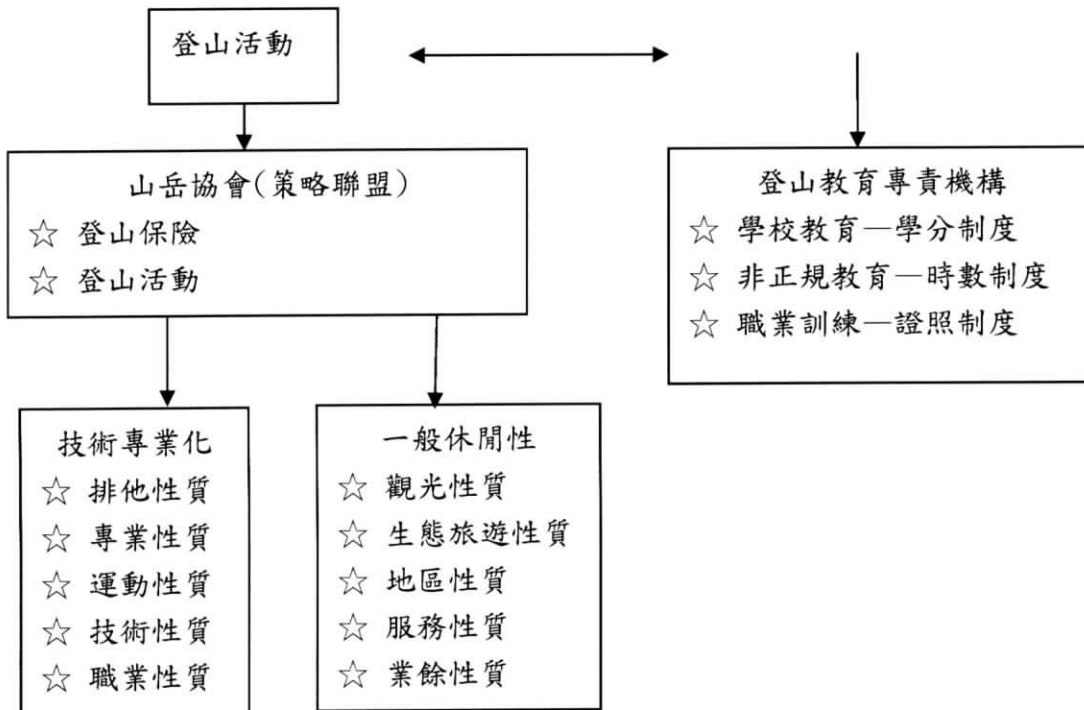 登山活動
山岳協會(策略聯盟)
☆ 登山保險
☆ 登山活動
登山教育專責機構
☆ 學校教育—學分制度
☆ 非正規教育—時數制度
☆ 職業訓練—證照制度
技術專業化
☆ 排他性質
☆ 專業性質
☆ 運動性質
☆ 技術性質
☆ 職業性質
一般休閒性
☆ 觀光性質
☆ 生態旅遊性質
☆ 地區性質
☆ 服務性質
☆ 業餘性質